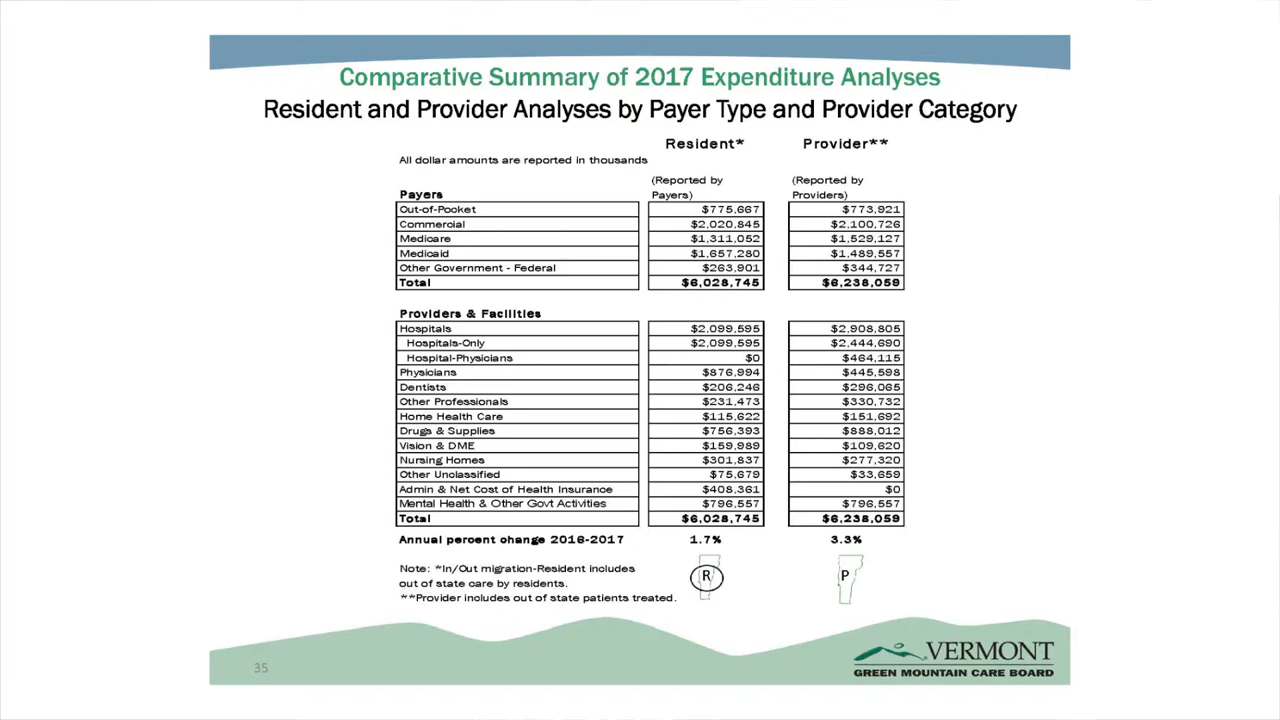 Comparative Summary of 2017 Expenditure Analyses
Resident and Provider Analyses by Payer Type and Provider Category
Resident* Provider**
All dollar amounts are reported in thousands
(Reported by (Reported by
Payers Payers) Providers)
Out-of-Pocket $775,667 $773,921
Commercial $2,020,845 $2,100,726
Medicare $1,311,052 $1,529,127
Medicaid $1,657,280 $1,489,557
Other Government - Federal $263,901 $344,727
Total $6,028,745 $6,238,059
Providers & Facilities
Hospitals $2,099,595 $2,908,805
Hospitals-Only $2,099,595 $2,444,690
Hospital-Physicians $0 $464,115
Physicians $876,994 $445,598
Dentists $206,246 $296,065
Other Professionals $231,473 $330,732
Home Health Care $115,622 $151,692
Drugs & Supplies $756,393 $888,012
Vision & DME $159,989 $109,620
Nursing Homes $301,837 $277,320
Other Unclassified $75,679 $33,659
Admin & Net Cost of Health Insurance $408,361 $0
Mental Health & Other Govt Activities $796,557 $796,557
Total $6,028,745 $6,238,059
Annual percent change 2016-2017 1.7% 3.3%
Note: *In/Out migration-Resident includes
out of state care by residents.
**Provider includes out of state patients treated.
R P
35
VERMONT
GREEN MOUNTAIN CARE BOARD